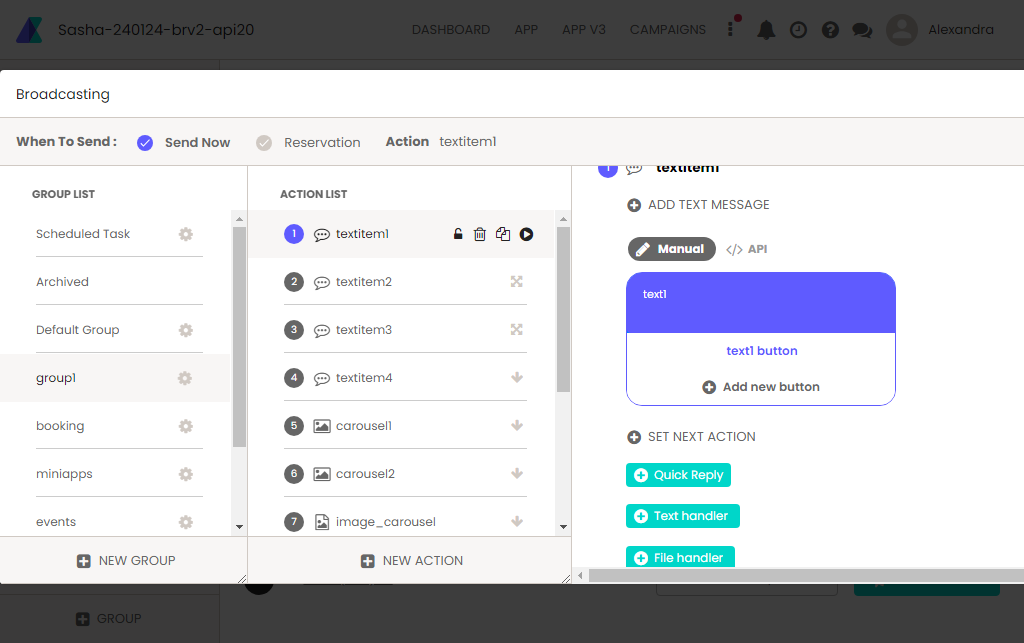 Sasha-240124-brv2-api20 DASHBOARD APP APP V3 CAMPAIGNS Alexandra
Broadcasting
When To Send : Send Now Reservation Action textitem1
GROUP LIST
Scheduled Task
Archived
Default Group
group1
booking
miniapps
events
NEW GROUP
ACTION LIST
1 textitem1
2 textitem2
3 textitem3
4 textitem4
5 carousel1
6 carousel2
7 image_carousel
NEW ACTION
1 textitem1
ADD TEXT MESSAGE
Manual </> API
text1
text1 button
Add new button
SET NEXT ACTION
Quick Reply
Text handler
File handler
GROUP